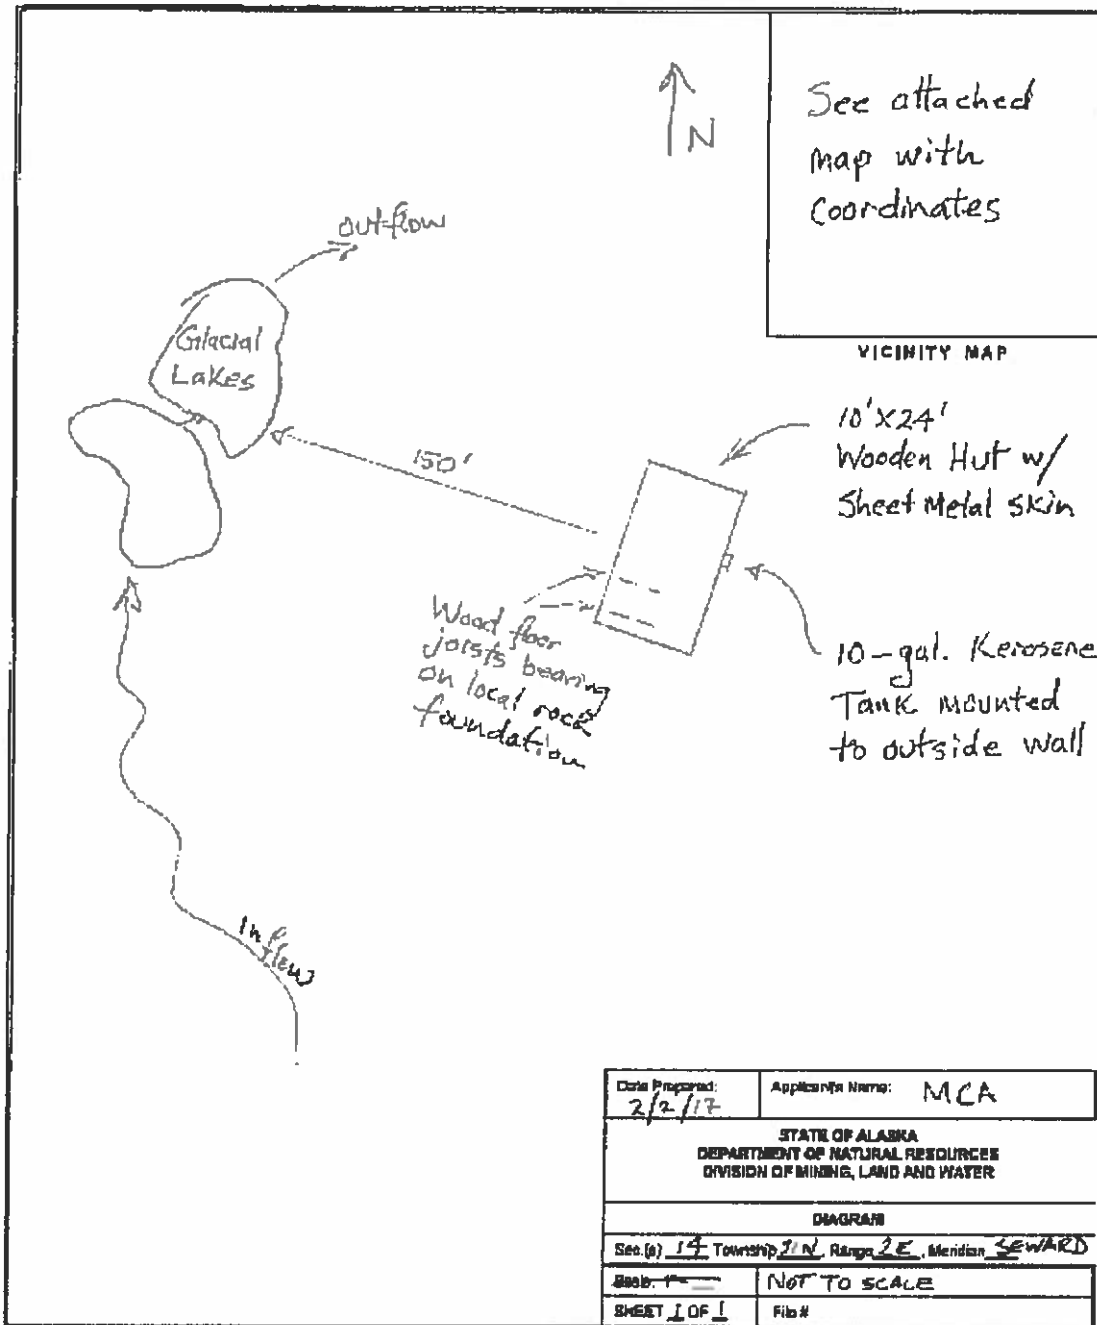 N
See attached
map with
Coordinates
VICINITY MAP
outflow
Glacial
Lakes
150'
10'X24'
Wooden Hut w/
Sheet Metal Skin
Wood floor
joists bearing
on local rock
foundation
10-gal. Kerosene
Tank mounted
to outside wall
Inflow
Date Prepared:
2/2/17
Applicant's Name: MCA
STATE OF ALASKA
DEPARTMENT OF NATURAL RESOURCES
DIVISION OF MINING, LAND AND WATER
DIAGRAM
Sec.(s) 14 Township N, Range 2E, Meridian SEWARD
Scale: 1"=
NOT TO SCALE
SHEET 1 OF 1
File #